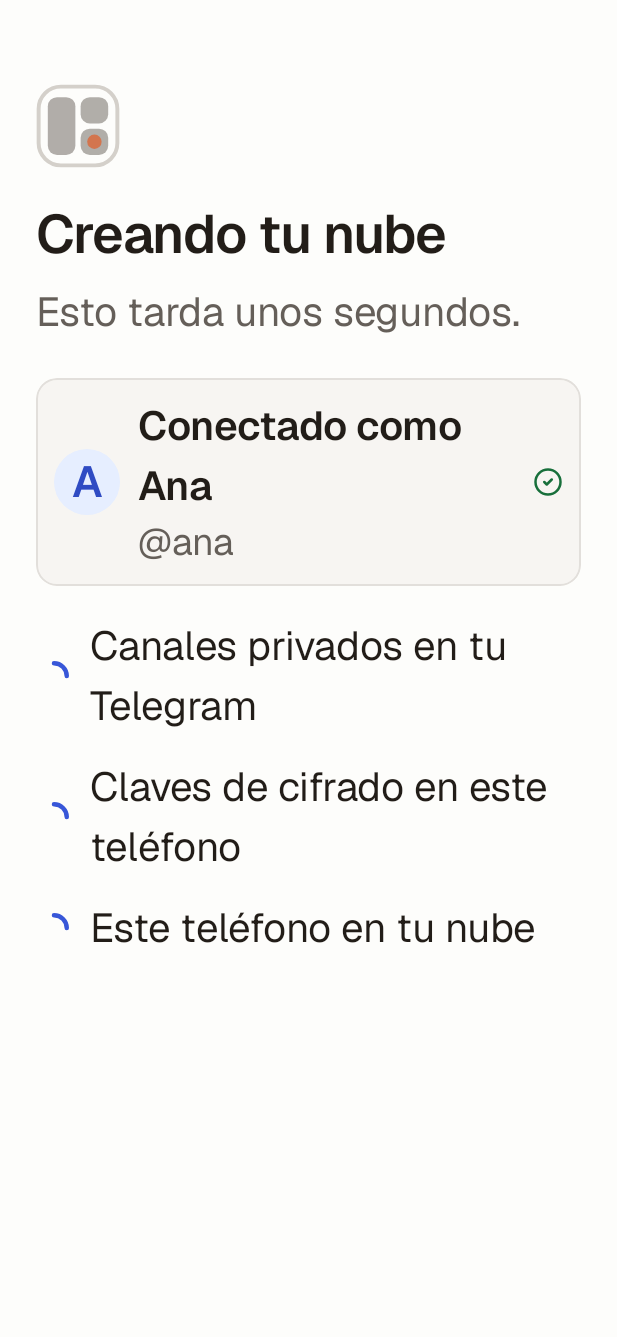 Creando tu nube
Esto tarda unos segundos.
Conectado como
Ana
A
@ana
Canales privados en tu
Telegram
Claves de cifrado en este
teléfono
Este teléfono en tu nube